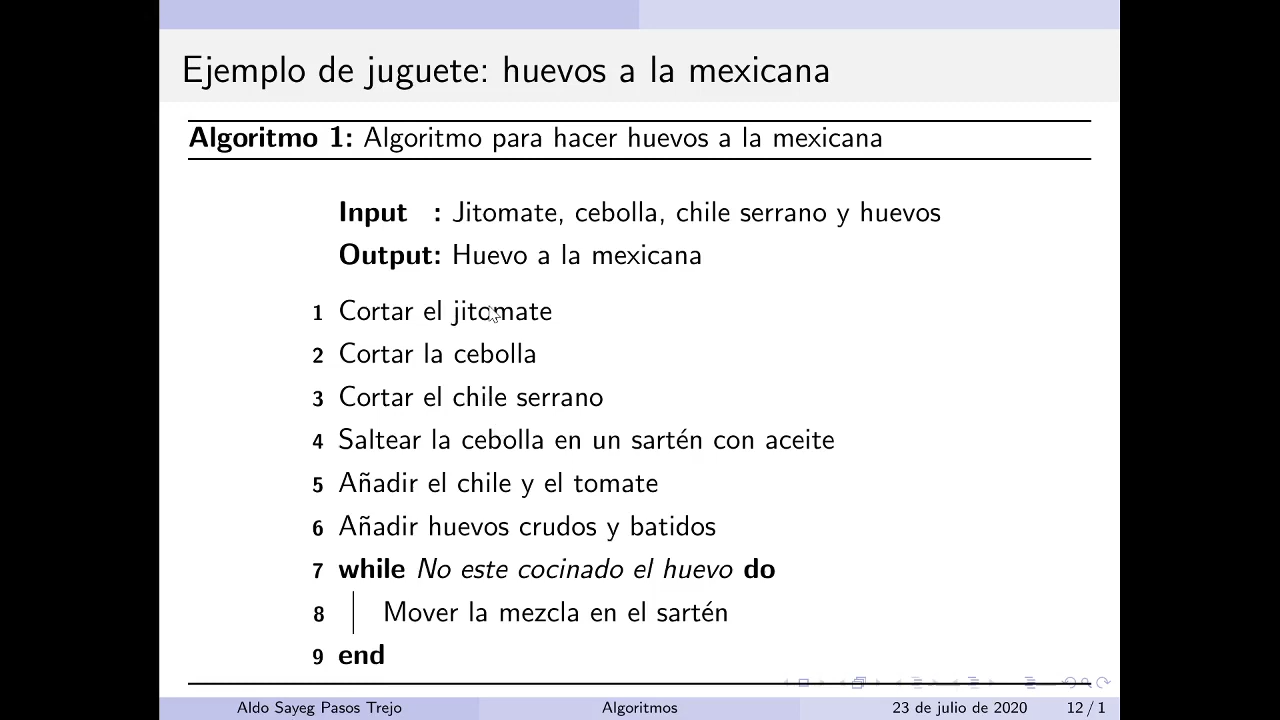 Ejemplo de juguete: huevos a la mexicana
Algoritmo 1: Algoritmo para hacer huevos a la mexicana
Input : Jitomate, cebolla, chile serrano y huevos
Output: Huevo a la mexicana
1 Cortar el jitomate
2 Cortar la cebolla
3 Cortar el chile serrano
4 Saltear la cebolla en un sartén con aceite
5 Añadir el chile y el tomate
6 Añadir huevos crudos y batidos
7 while No este cocinado el huevo do
8 Mover la mezcla en el sartén
9 end
Aldo Sayeg Pasos Trejo Algoritmos 23 de julio de 2020 12 / 1